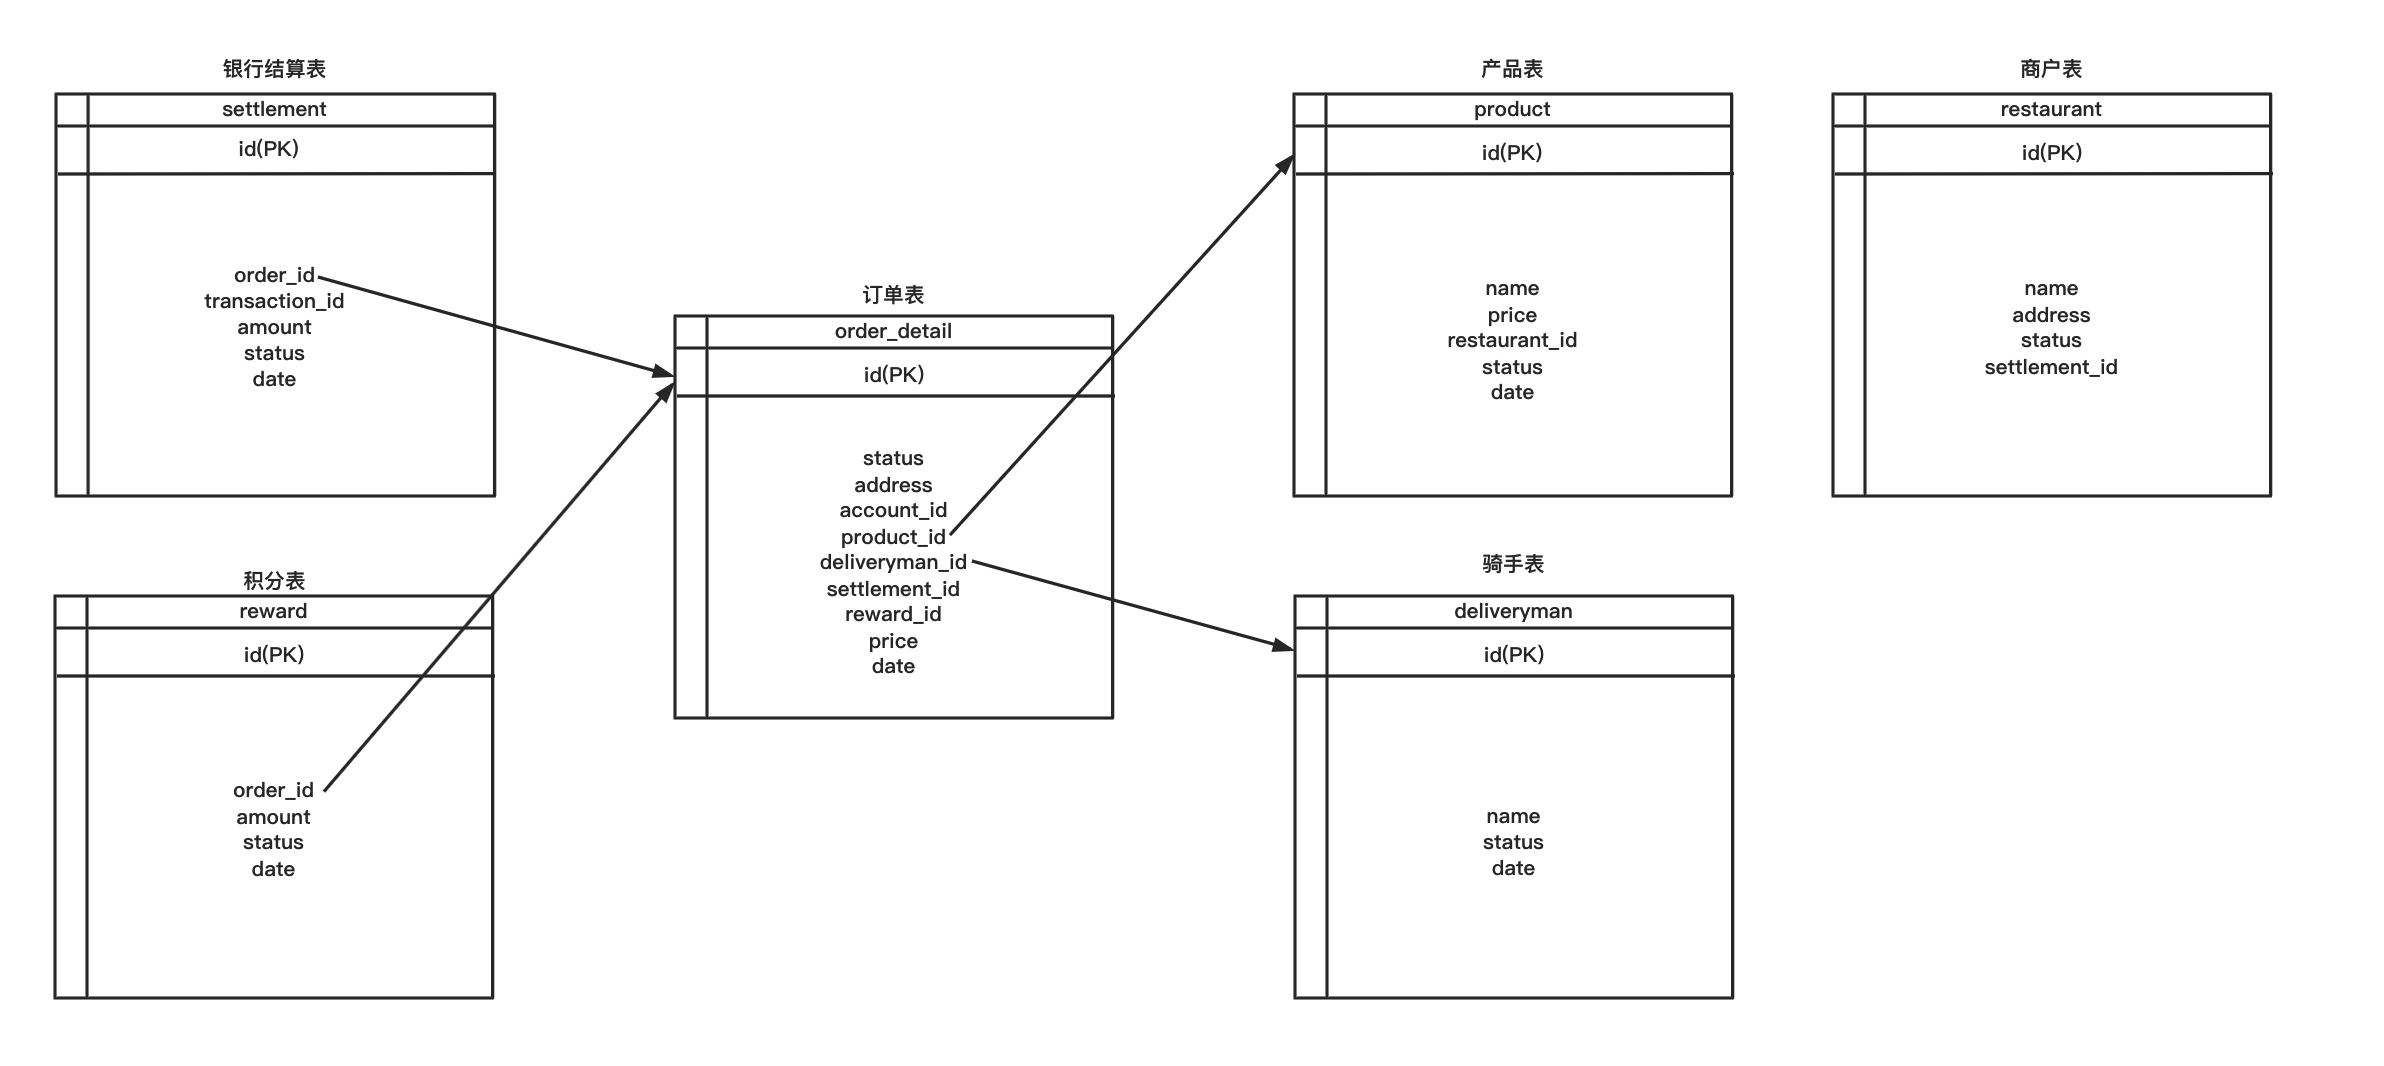 银行结算表
settlement
id(PK)
order_id
transaction_id
amount
status
date
积分表
reward
id(PK)
order_id
amount
status
date
订单表
order_detail
id(PK)
status
address
account_id
product_id
deliveryman_id
settlement_id
reward_id
price
date
产品表
product
id(PK)
name
price
restaurant_id
status
date
骑手表
deliveryman
id(PK)
name
status
date
商户表
restaurant
id(PK)
name
address
status
settlement_id